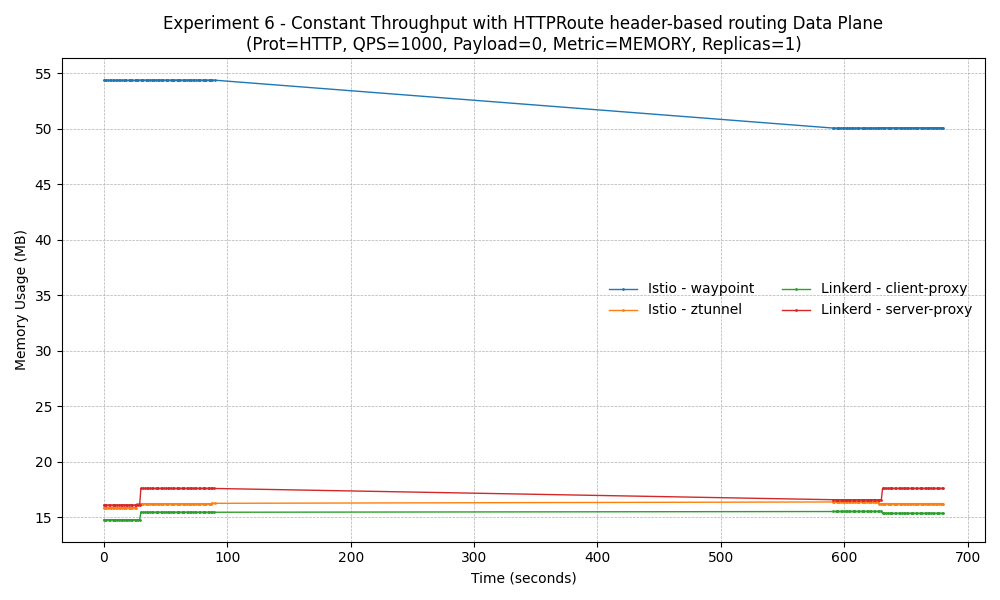 Experiment 6 - Constant Throughput with HTTPRoute header-based routing Data Plane
(Prot=HTTP, QPS=1000, Payload=0, Metric=MEMORY, Replicas=1)
Memory Usage (MB)
55
50
45
40
35
30
25
20
15
Istio - waypoint
Istio - ztunnel
Linkerd - client-proxy
Linkerd - server-proxy
0 100 200 300 400 500 600 700
Time (seconds)